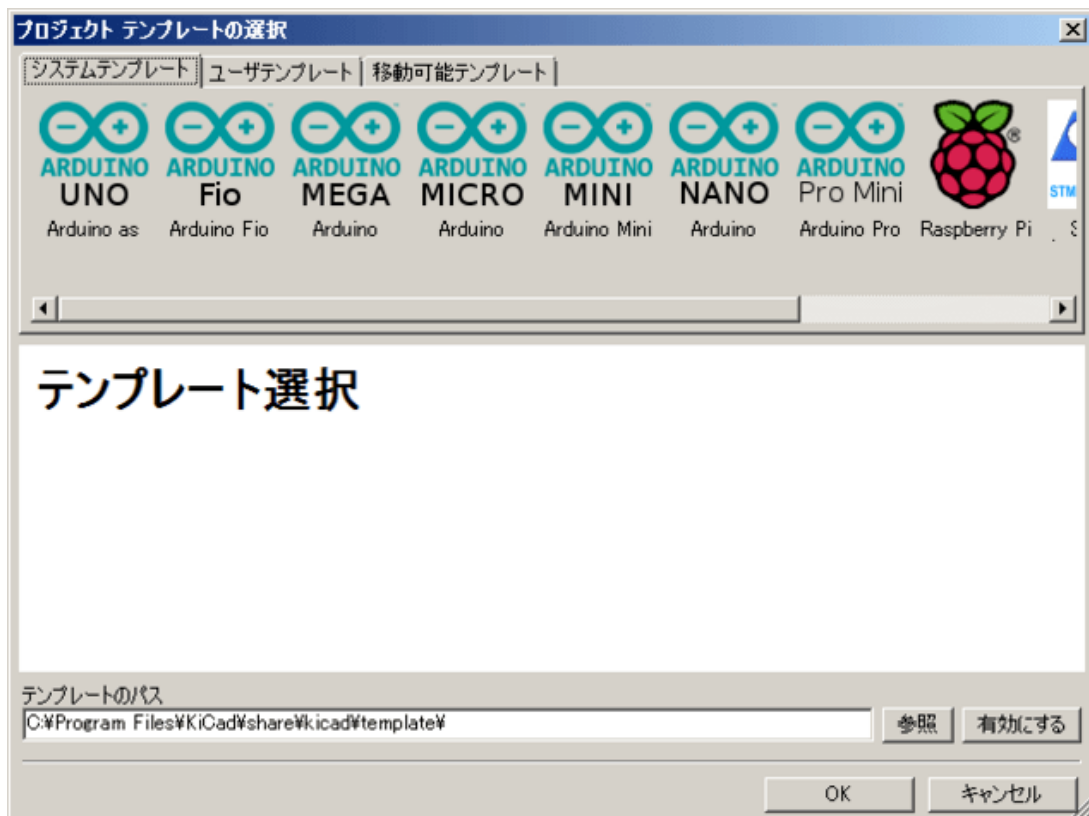 プロジェクト テンプレートの選択
システムテンプレート ユーザテンプレート 移動可能テンプレート
ARDUINO ARDUINO ARDUINO ARDUINO ARDUINO ARDUINO ARDUINO
UNO Fio MEGA MICRO MINI NANO Pro Mini ®
STM
Arduino as Arduino Fio Arduino Arduino Arduino Mini Arduino Arduino Pro Raspberry Pi
テンプレート選択
テンプレートのパス
C:¥Program Files¥KiCad¥share¥kicad¥template¥ 参照 有効にする
OK キャンセル